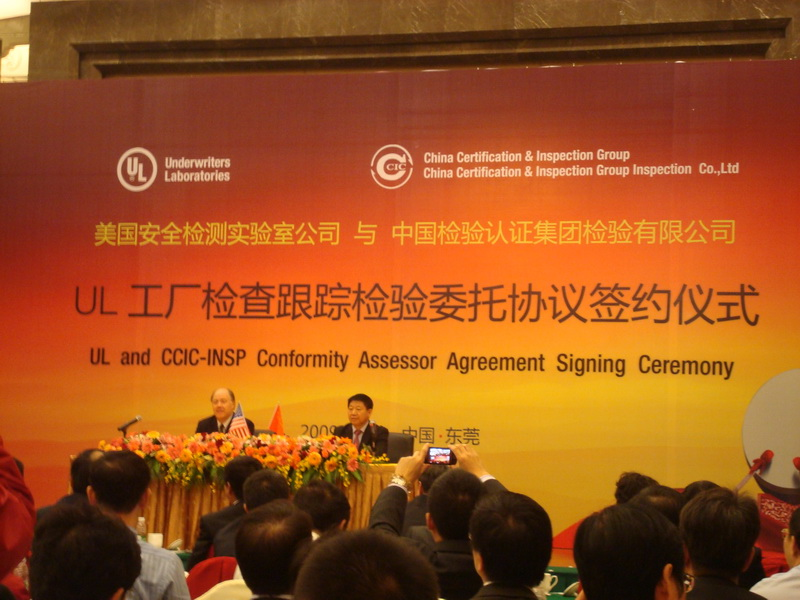 UL
Underwriters
Laboratories
CCIC
China Certification & Inspection Group
China Certification & Inspection Group Inspection Co.,Ltd
美国安全检测实验室公司 与 中国检验认证集团检验有限公司
UL 工厂检查跟踪检验委托协议签约仪式
UL and CCIC-INSP Conformity Assessor Agreement Signing Ceremony
中国·东莞